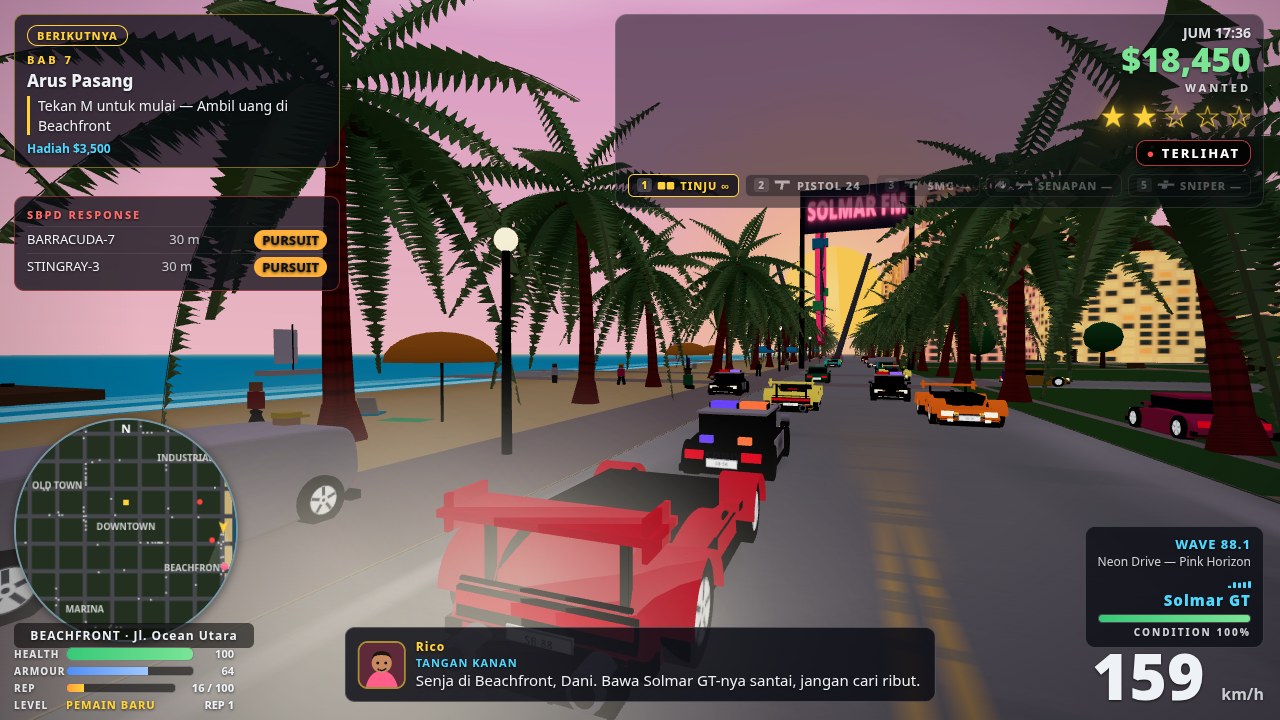 BERIKUTNYA
BAB 7
Arus Pasang
Tekan M untuk mulai — Ambil uang di
Beachfront
Hadiah $3,500
SBPD RESPONSE
BARRACUDA-7 30 m PURSUIT
STINGRAY-3 30 m PURSUIT
JUM 17:36
$18,450
WANTED
TERLIHAT
1 TINJU ∞ 2 PISTOL 24 3 SMG — 4 SENAPAN — 5 SNIPER —
SOLMAR FM
N
INDUSTRIA
OLD TOWN
DOWNTOWN
BEACHFRON
MARINA
BEACHFRONT · Jl. Ocean Utara
HEALTH 100
ARMOUR 64
REP 16 / 100
LEVEL PEMAIN BARU REP 1
Rico
TANGAN KANAN
Senja di Beachfront, Dani. Bawa Solmar GT-nya santai, jangan cari ribut.
WAVE 88.1
Neon Drive — Pink Horizon
Solmar GT
CONDITION 100%
159 km/h